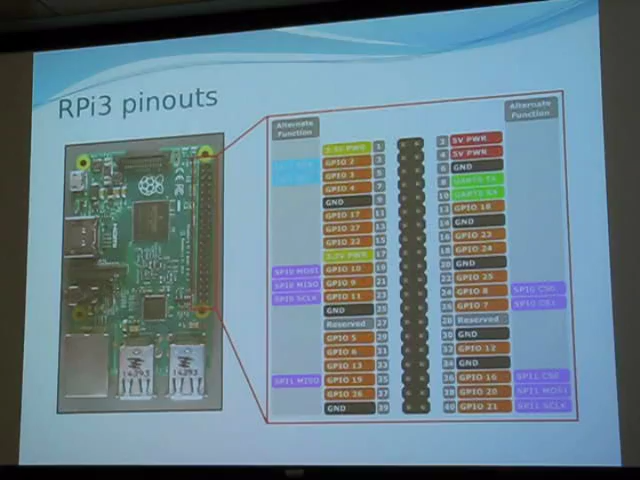 RPi3 pinouts
Alternate
Function
Alternate
Function
3.3V PWR 1
2 5V PWR
GPIO 2 3
4 5V PWR
GPIO 3 5
6 GND
GPIO 4 7
8 UART0 TX
GND 9
10 UART0 RX
GPIO 17 11
12 GPIO 18
GPIO 27 13
14 GND
GPIO 22 15
16 GPIO 23
3.3V PWR 17
18 GPIO 24
SPI0 MOSI GPIO 10 19
20 GND
SPI0 MISO GPIO 9 21
22 GPIO 25
SPI0 SCLK GPIO 11 23
24 GPIO 8 SPI0 CS0
GND 25
26 GPIO 7 SPI0 CS1
Reserved 27
28 Reserved
GPIO 5 29
30 GND
GPIO 6 31
32 GPIO 12
GPIO 13 33
34 GND
SPI1 MISO GPIO 19 35
36 GPIO 16 SPI1 CS0
GPIO 26 37
38 GPIO 20 SPI1 MOSI
GND 39
40 GPIO 21 SPI1 SCLK
HDMI
14293
14293